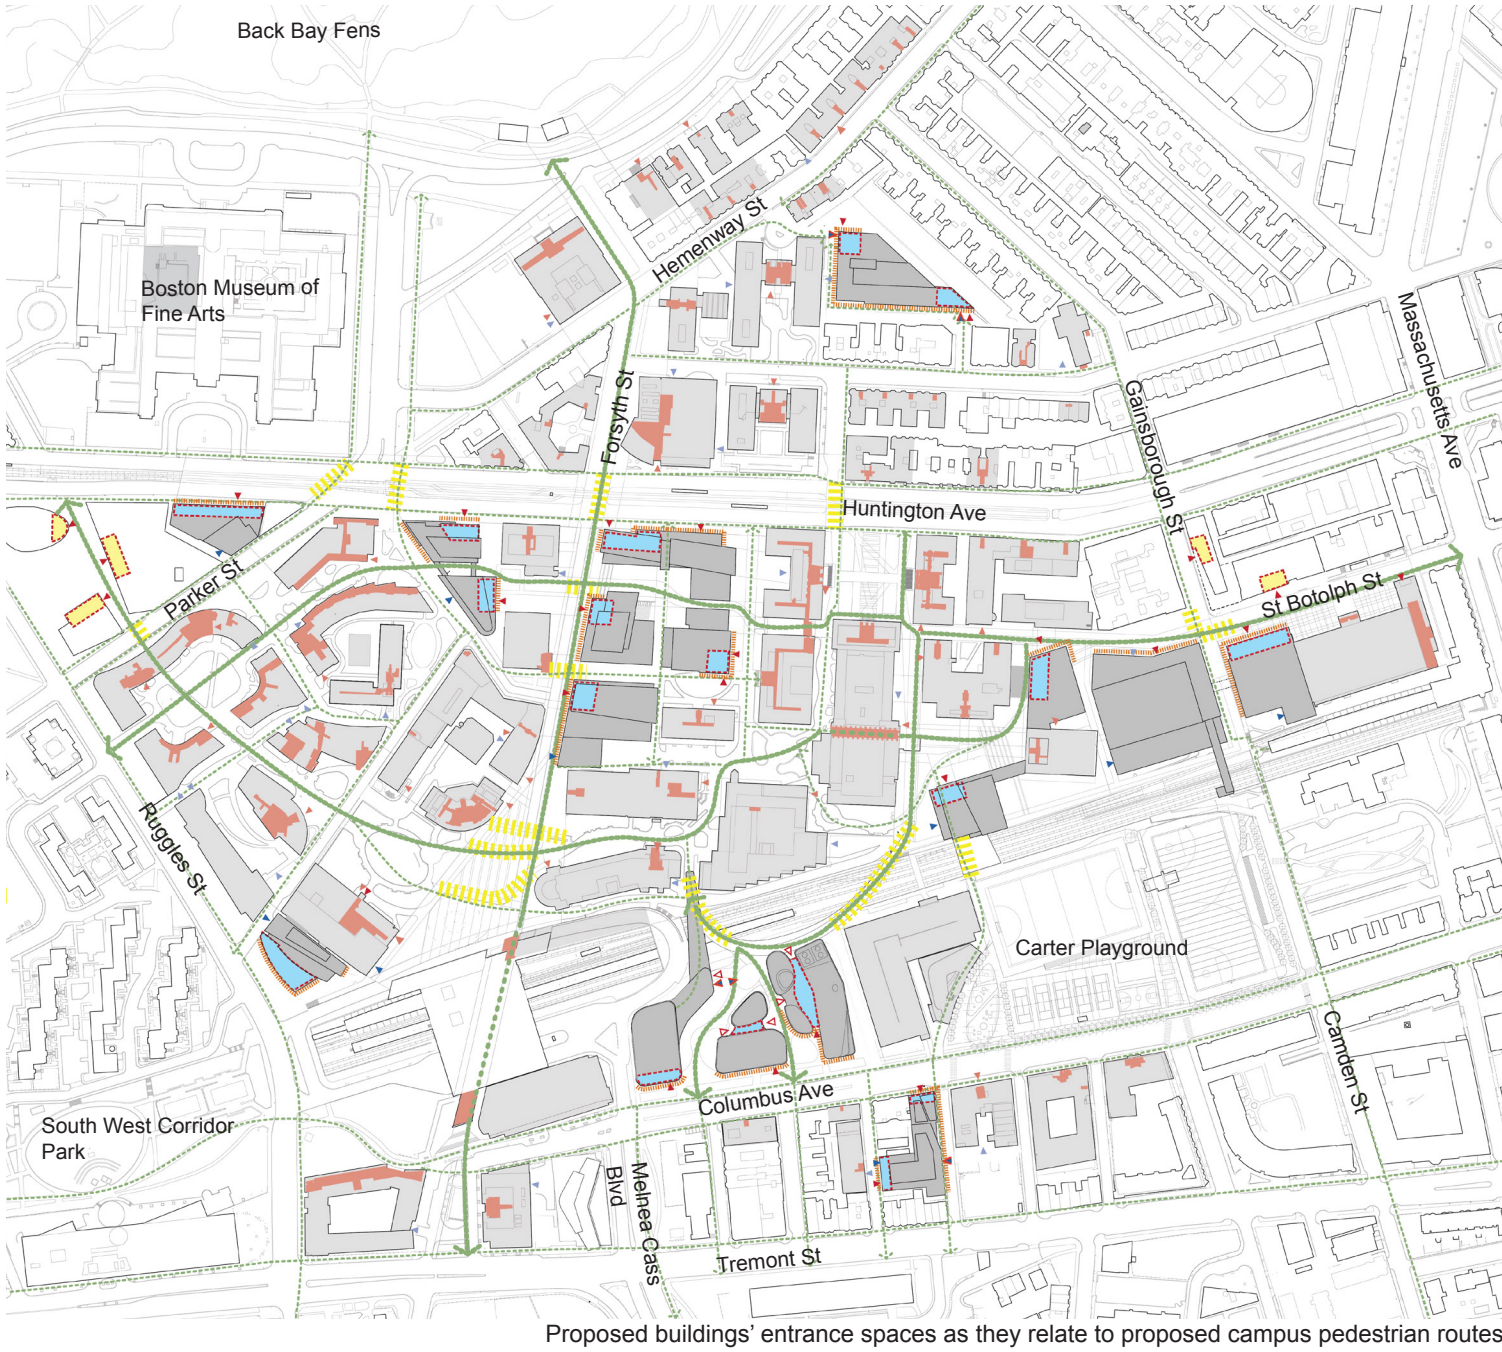 Back Bay Fens
Hemenway St
Boston Museum of
Fine Arts
Massachusetts Ave
Forsyth St
Gainsborough St
Huntington Ave
Parker St
St Botolph St
Ruggles St
Carter Playground
Camden St
Columbus Ave
South West Corridor
Park
Melnea Cass
Blvd
Tremont St
Proposed buildings’ entrance spaces as they relate to proposed campus pedestrian routes